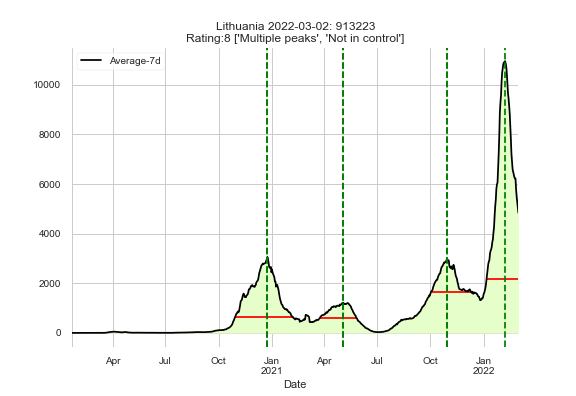 Lithuania 2022-03-02: 913223
Rating:8 ['Multiple peaks', 'Not in control']
Average-7d
10000
8000
6000
4000
2000
0
Apr
Jul
Oct
Jan
2021
Apr
Jul
Oct
Jan
2022
Date